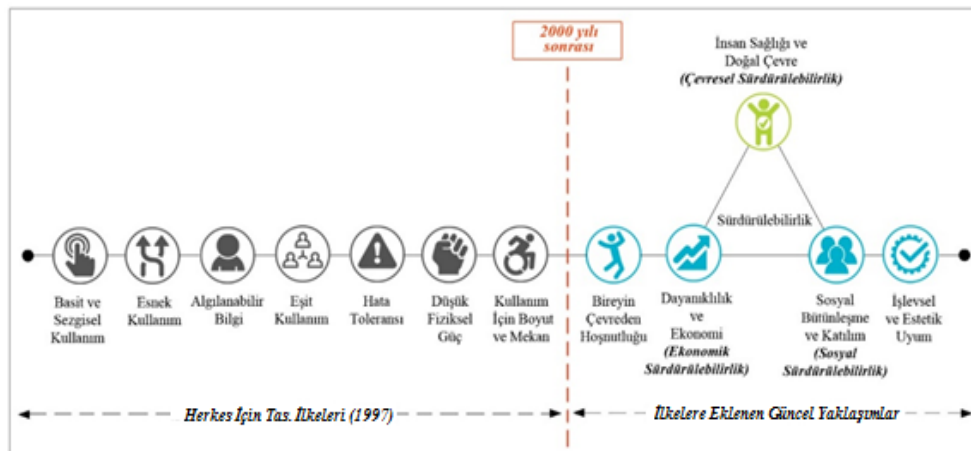 2000 yılı
sonrası
İnsan Sağlığı ve
Doğal Çevre
(Çevresel Sürdürülebilirlik)
Sürdürülebilirlik
Basit ve
Sezgisel
Kullanım
Esnek
Kullanım
Algılanabilir
Bilgi
Eşit
Kullanım
Hata
Toleransı
Düşük
Fiziksel
Güç
Kullanım
İçin Boyut
ve Mekan
Bireyin
Çevreden
Hoşnutluğu
Dayanıklılık
ve
Ekonomi
(Ekonomik
Sürdürülebilirlik)
Sosyal
Bütünleşme
ve Katılım
(Sosyal
Sürdürülebilirlik)
İşlevsel
ve Estetik
Uyum
Herkes İçin Tas. İlkeleri (1997)
İlkelere Eklenen Güncel Yaklaşımlar